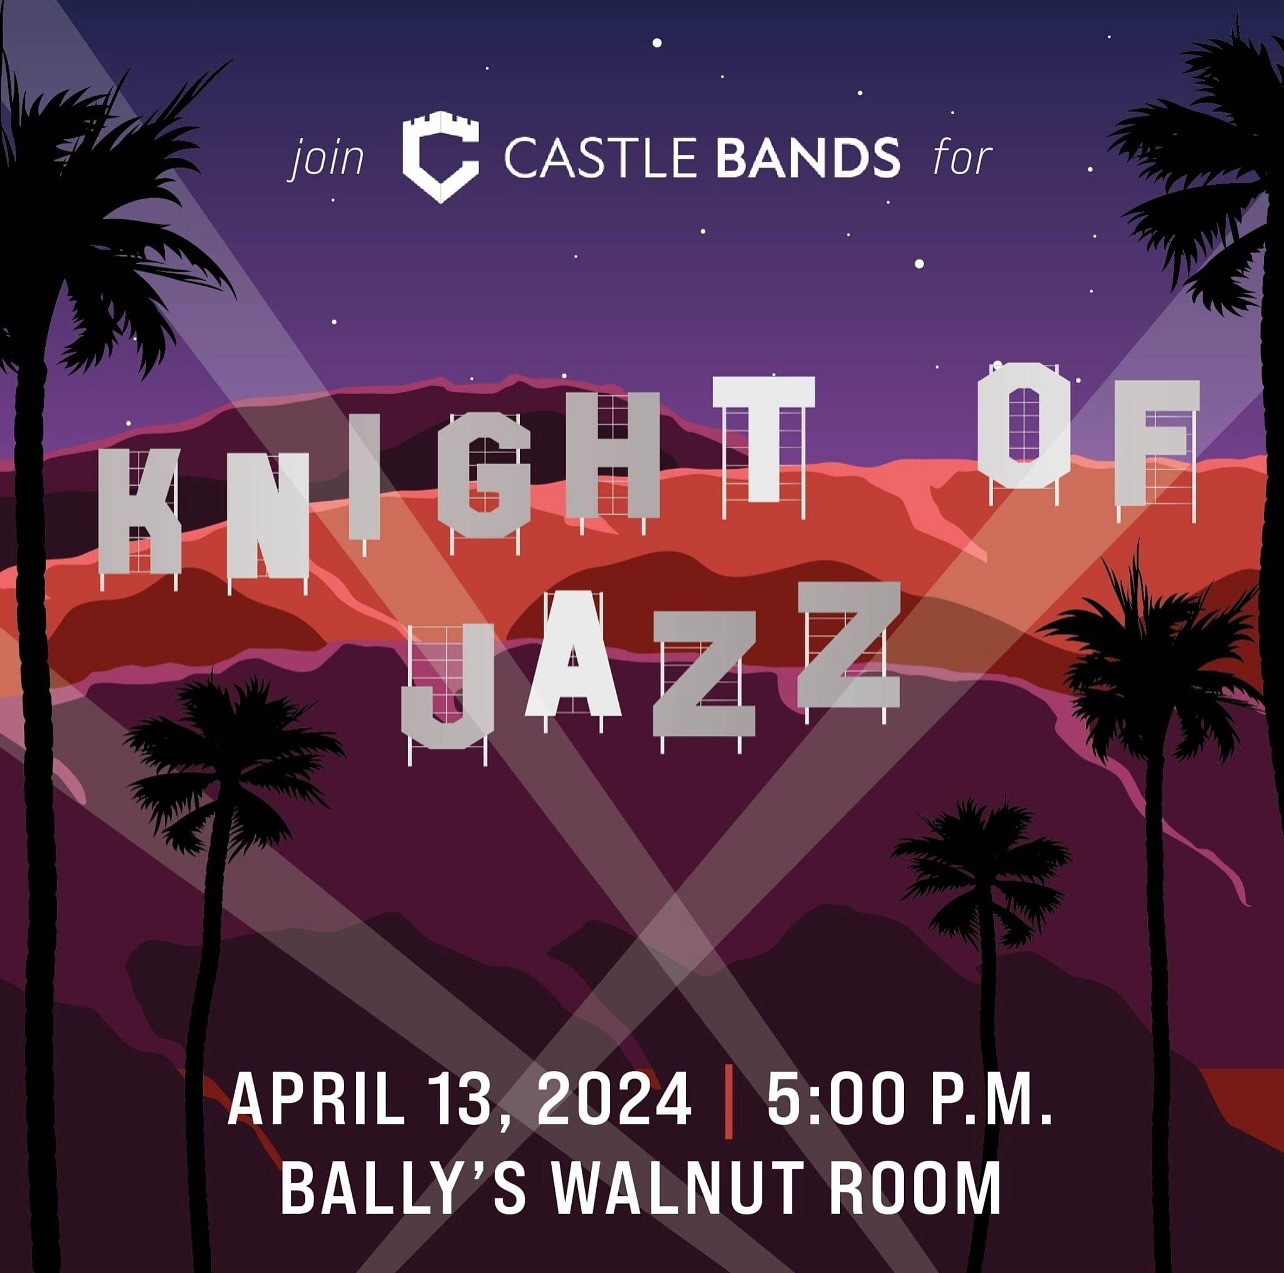 join CASTLE BANDS for
KNIGHT OF
JAZZ
APRIL 13, 2024 | 5:00 P.M.
BALLY'S WALNUT ROOM